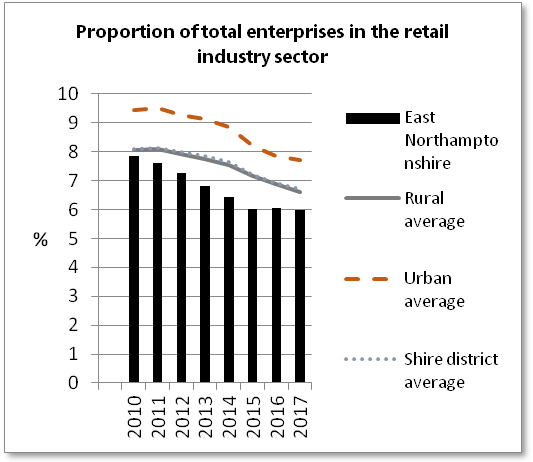 Proportion of total enterprises in the retail
industry sector
10
9
8
7
6
5
4
3
2
1
0
%
2010
2011
2012
2013
2014
2015
2016
2017
East
Northampto
nshire
Rural
average
Urban
average
Shire district
average